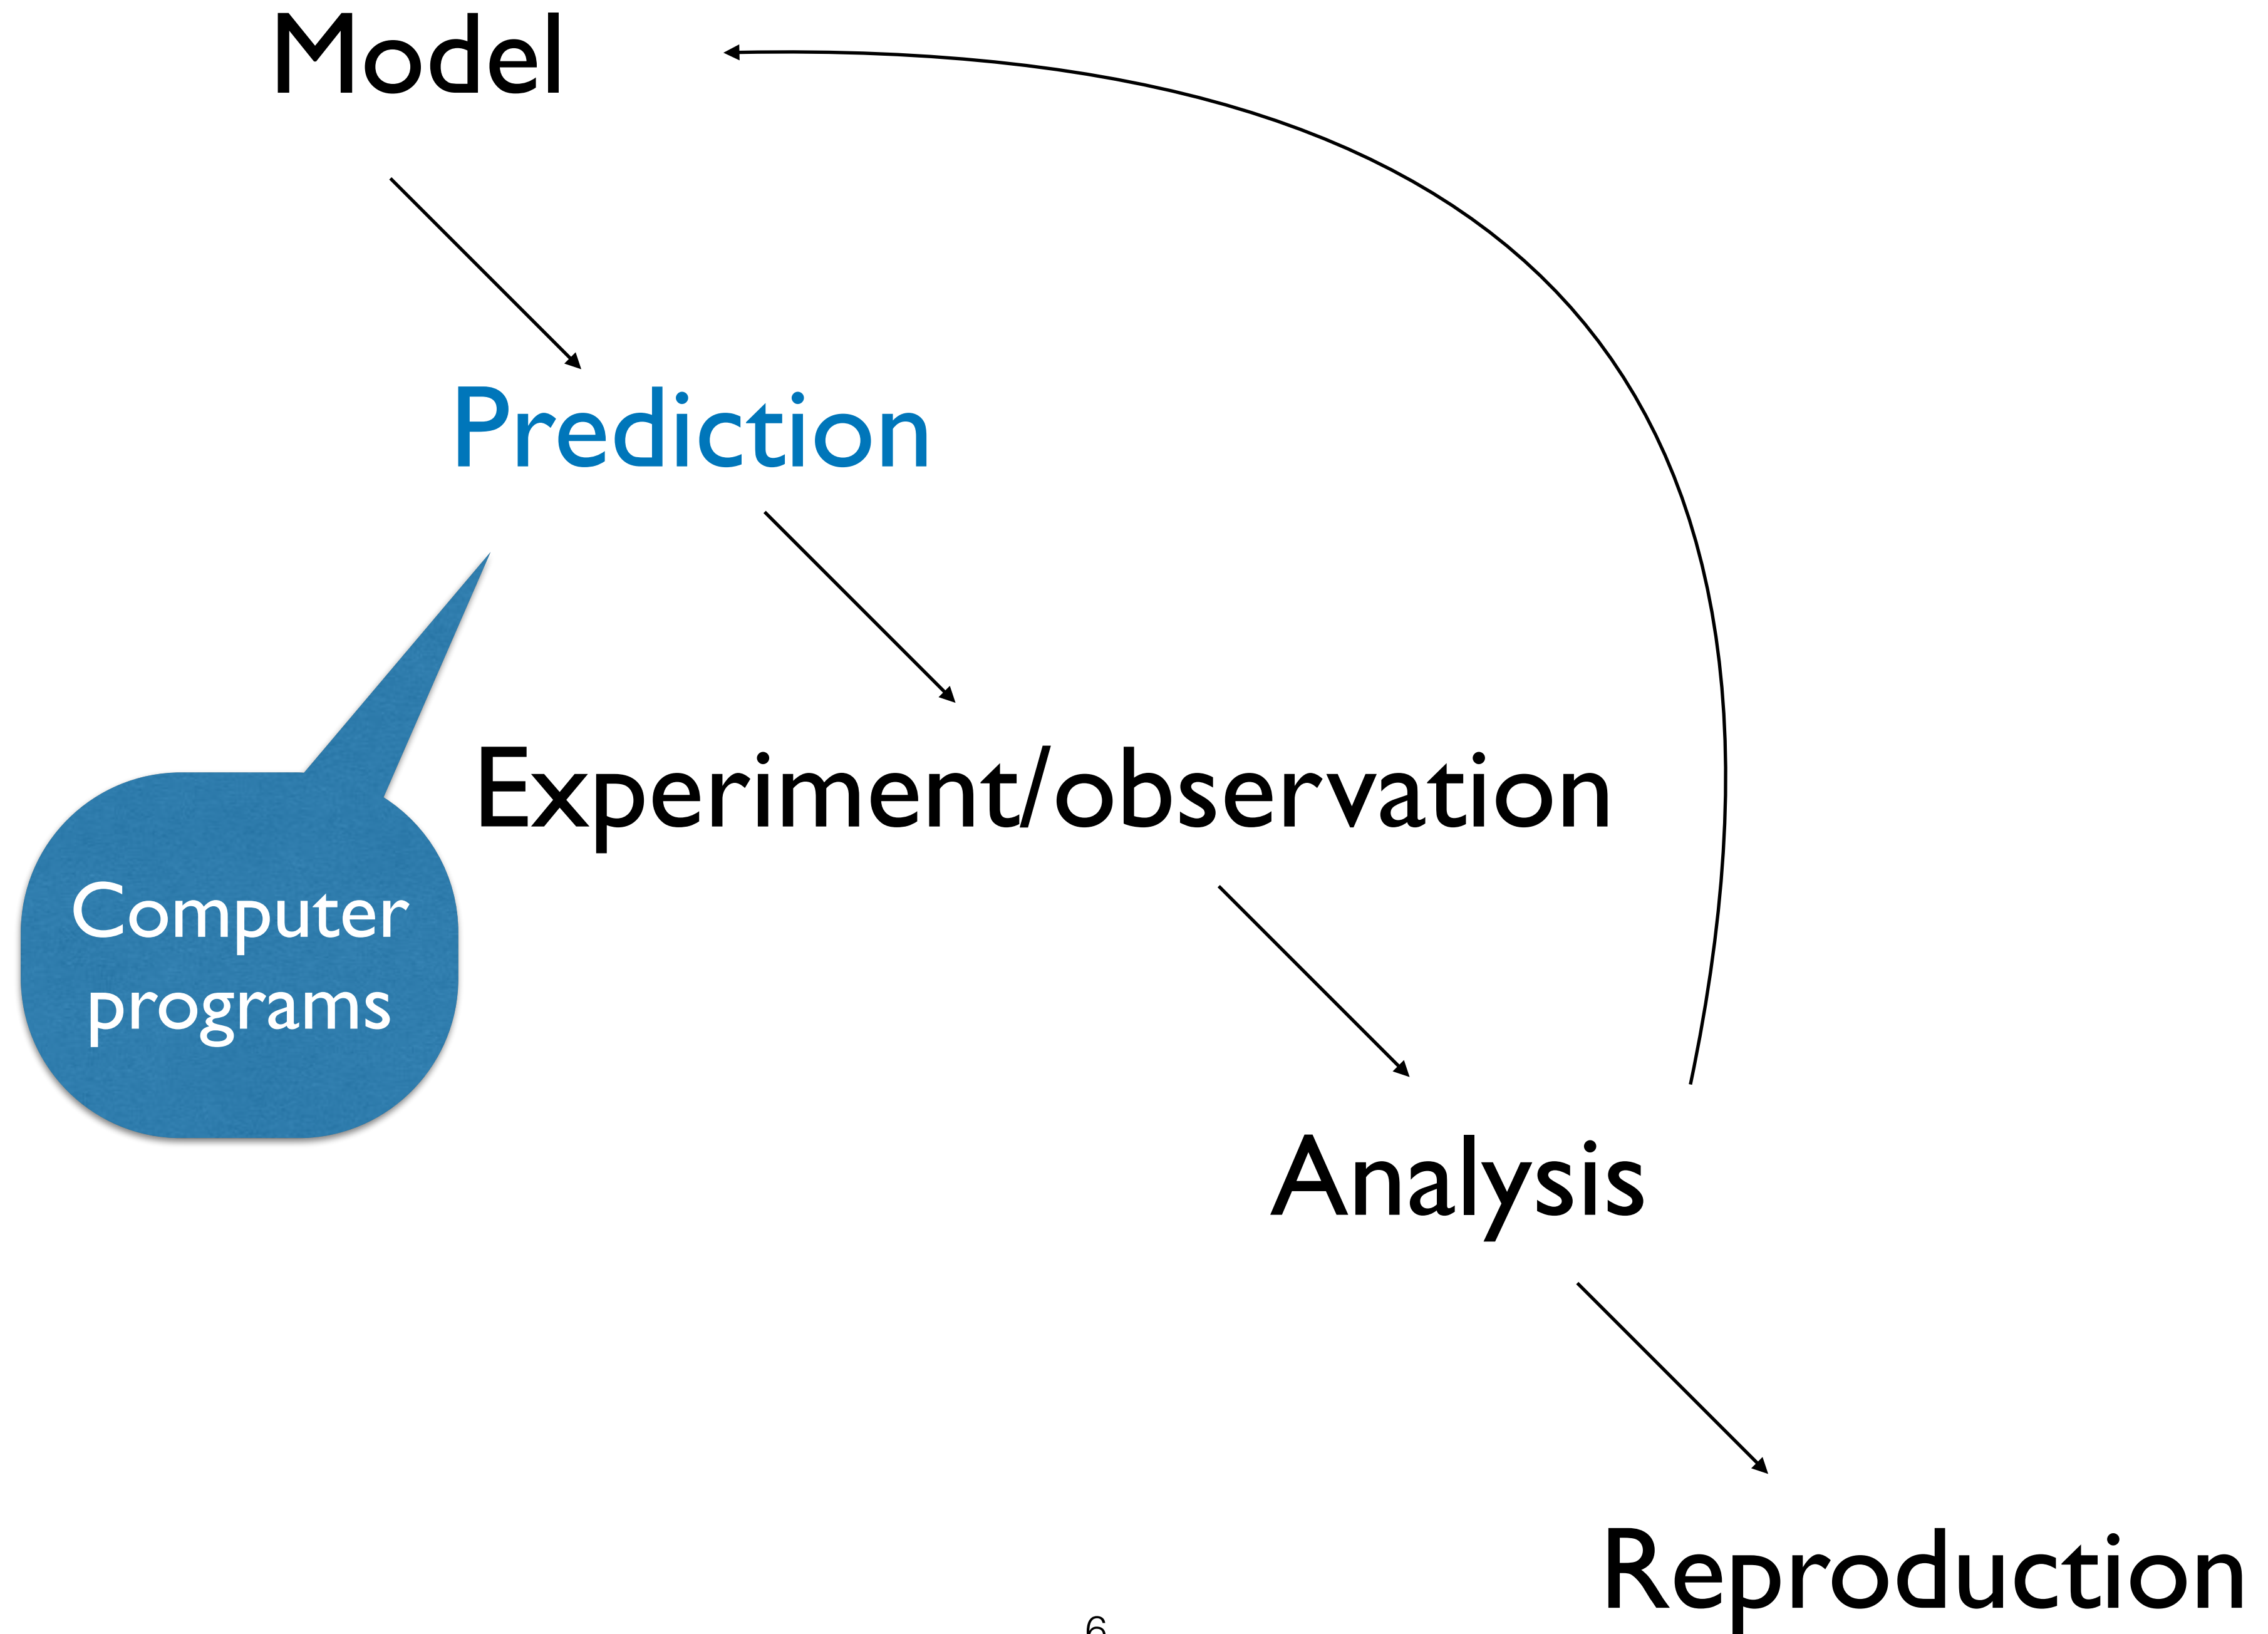 Model
Prediction
Experiment/observation
Computer
programs
Analysis
Reproduction
6